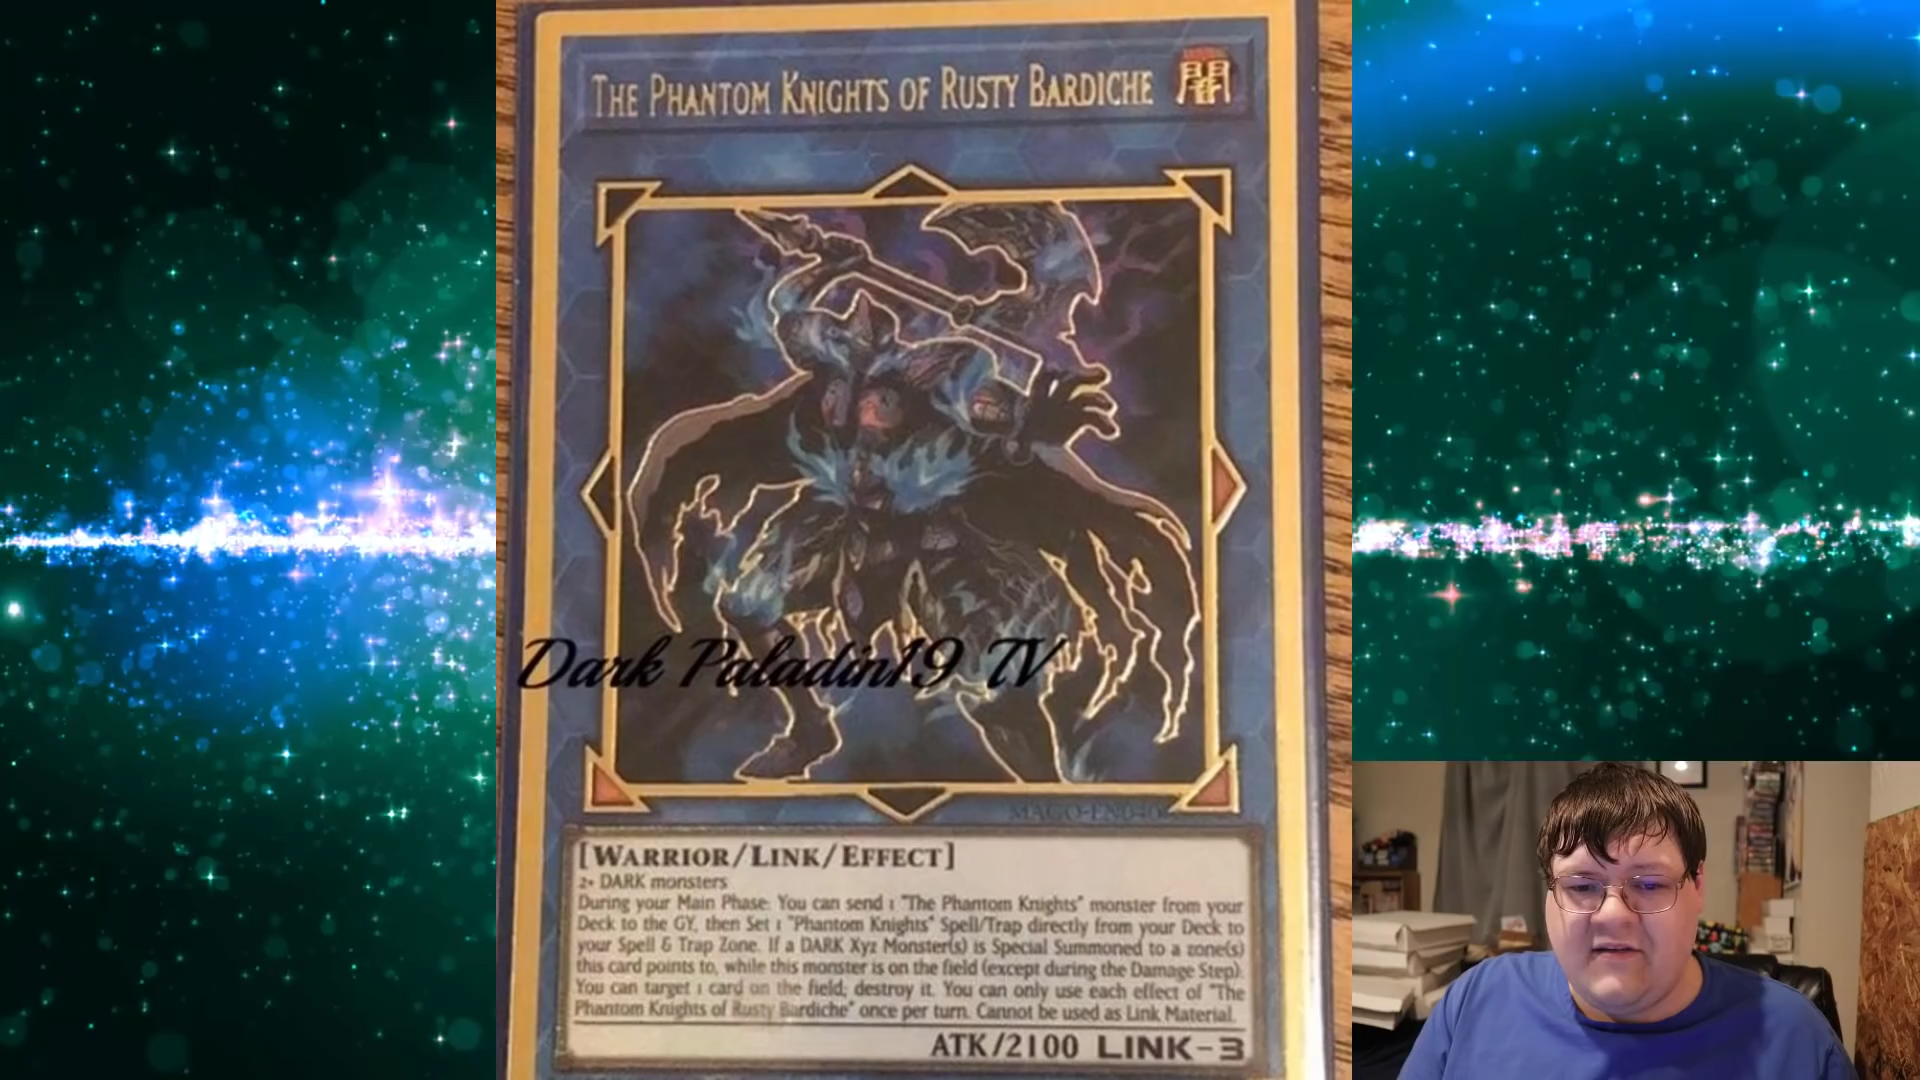 THE PHANTOM KNIGHTS OF RUSTY BARDICHE
闇
Dark Paladin19 TV
MAGO-EN040
[WARRIOR/LINK/EFFECT]
2+ DARK monsters
During your Main Phase: You can send 1 "The Phantom Knights" monster from your
Deck to the GY, then Set 1 "Phantom Knights" Spell/Trap directly from your Deck to
your Spell & Trap Zone. If a DARK Xyz Monster(s) is Special Summoned to a zone(s)
this card points to, while this monster is on the field (except during the Damage Step):
You can target 1 card on the field; destroy it. You can only use each effect of "The
Phantom Knights of Rusty Bardiche" once per turn. Cannot be used as Link Material.
ATK/2100 LINK-3